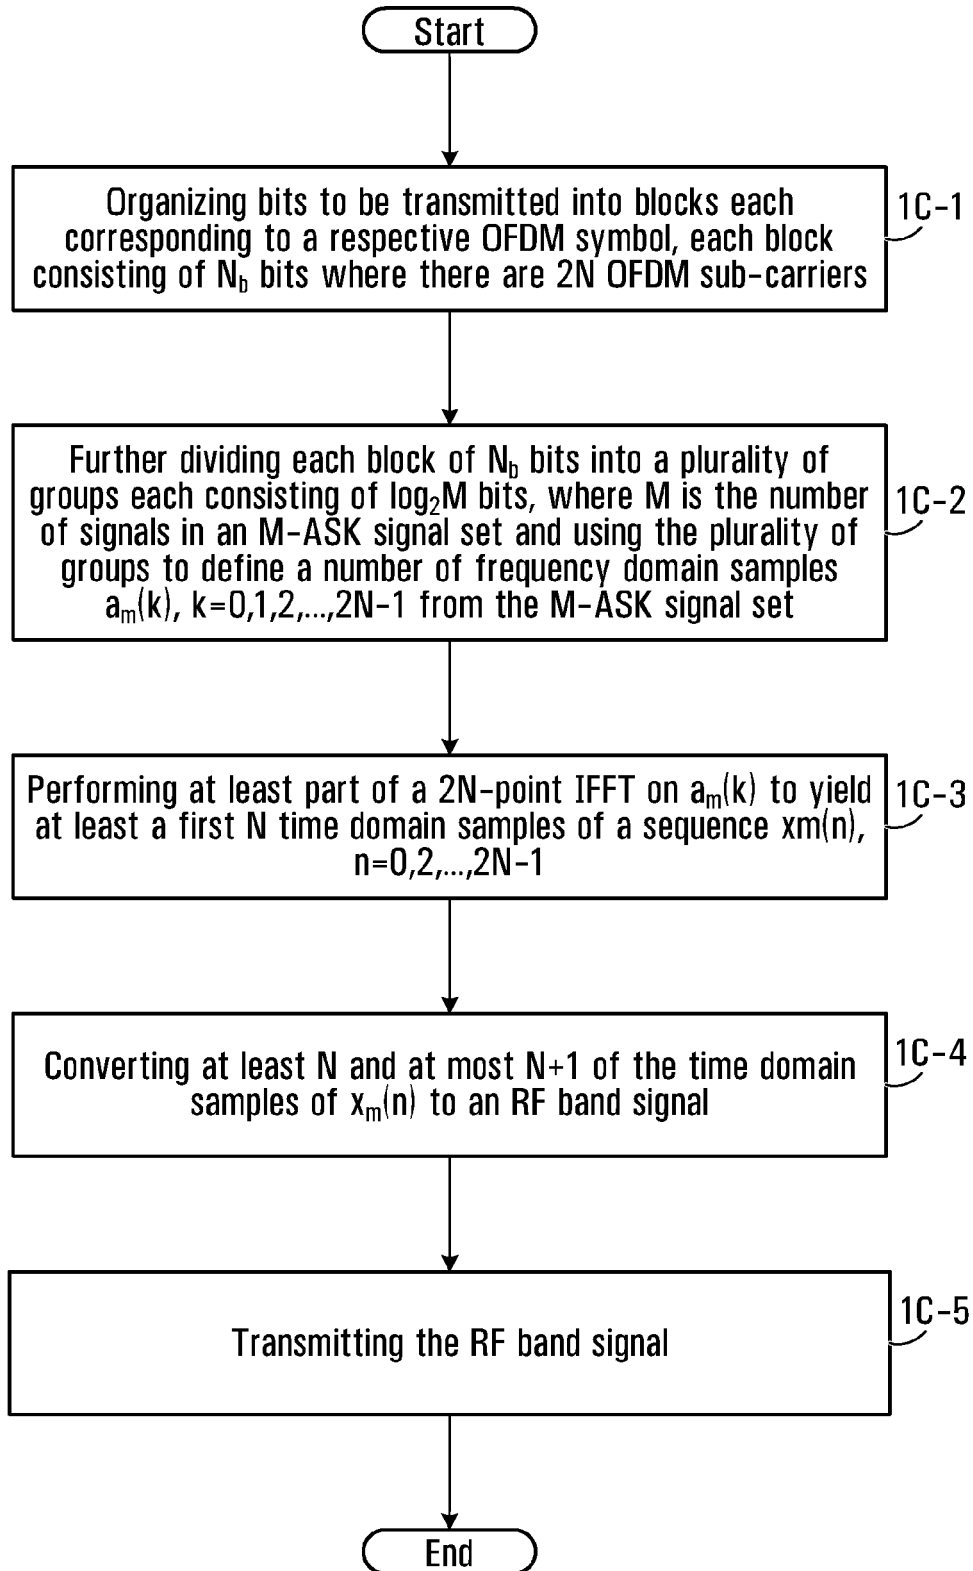 Start
Organizing bits to be transmitted into blocks each
corresponding to a respective OFDM symbol, each block
consisting of N_b bits where there are 2N OFDM sub-carriers
1C-1
Further dividing each block of N_b bits into a plurality of
groups each consisting of log₂M bits, where M is the number
of signals in an M-ASK signal set and using the plurality of
groups to define a number of frequency domain samples
a_m(k), k=0,1,2,...,2N-1 from the M-ASK signal set
1C-2
Performing at least part of a 2N-point IFFT on a_m(k) to yield
at least a first N time domain samples of a sequence xm(n),
n=0,2,...,2N-1
1C-3
Converting at least N and at most N+1 of the time domain
samples of x_m(n) to an RF band signal
1C-4
Transmitting the RF band signal
1C-5
End